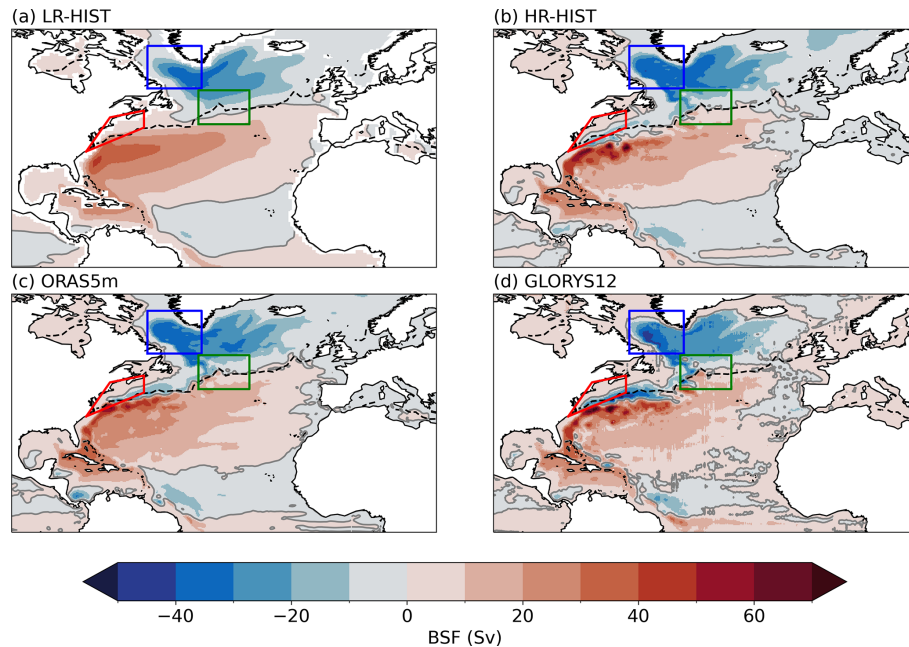 (a) LR-HIST
(b) HR-HIST
(c) ORAS5m
(d) GLORYS12
−40 −20 0 20 40 60
BSF (Sv)